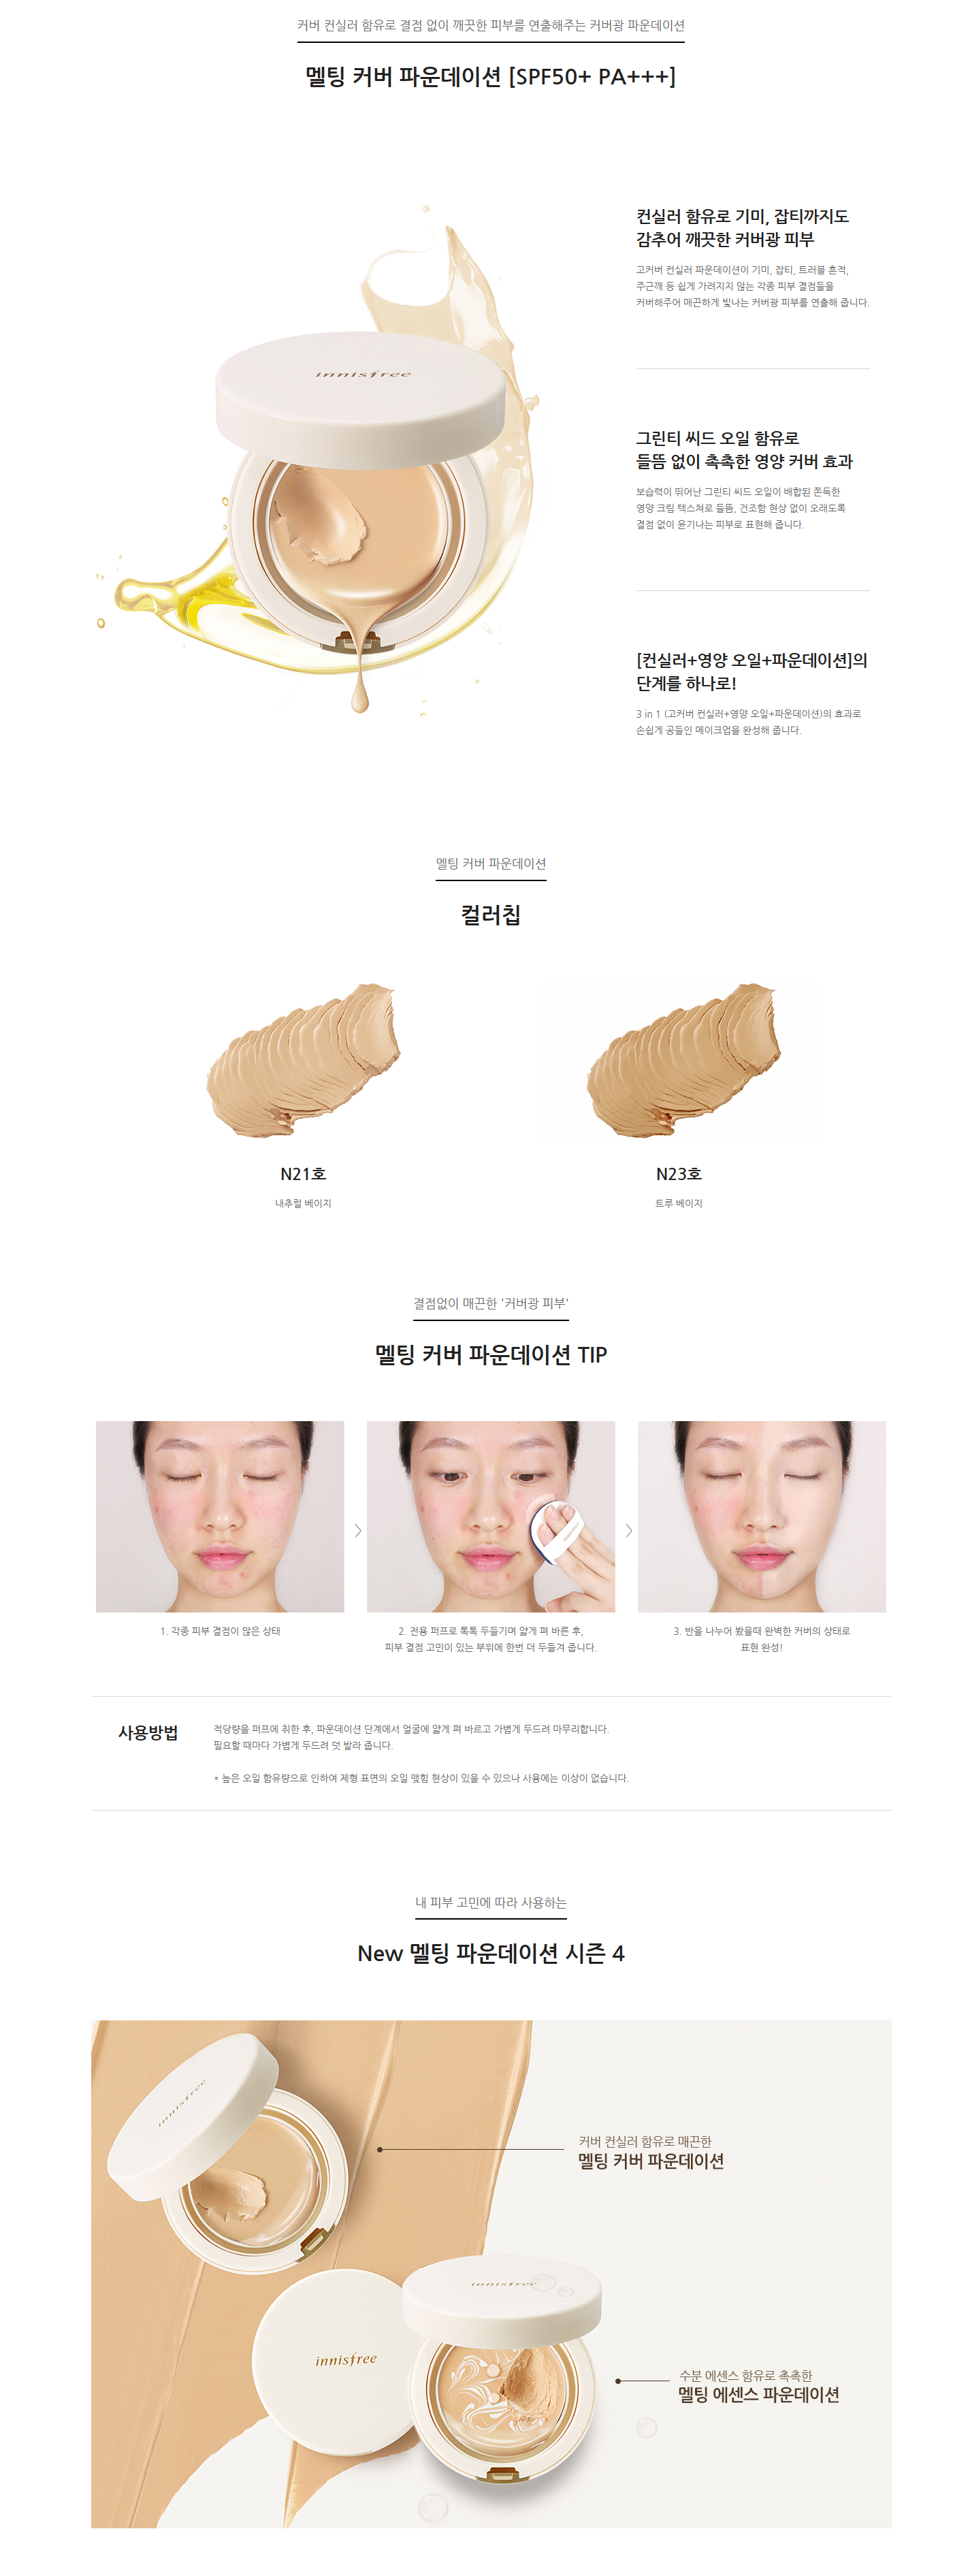 커버 컨실러 함유로 결점 없이 깨끗한 피부를 연출해주는 커버광 파운데이션
멜팅 커버 파운데이션 [SPF50+ PA+++]
innisfree
컨실러 함유로 기미, 잡티까지도
감추어 깨끗한 커버광 피부
고커버 컨실러 파운데이션이 기미, 잡티, 트러블 흔적,
주근깨 등 쉽게 가려지지 않는 각종 피부 결점들을
커버해주어 매끈하게 빛나는 커버광 피부를 연출해 줍니다.
그린티 씨드 오일 함유로
들뜸 없이 촉촉한 영양 커버 효과
보습력이 뛰어난 그린티 씨드 오일이 배합된 쫀득한
영양 크림 텍스쳐로 들뜸, 건조함 현상 없이 오래도록
결점 없이 윤기나는 피부로 표현해 줍니다.
[컨실러+영양 오일+파운데이션]의
단계를 하나로!
3 in 1 (고커버 컨실러+영양 오일+파운데이션)의 효과로
손쉽게 공들인 메이크업을 완성해 줍니다.
멜팅 커버 파운데이션
컬러칩
N21호
내추럴 베이지
N23호
트루 베이지
결점없이 매끈한 '커버광 피부'
멜팅 커버 파운데이션 TIP
innisfree
1. 각종 피부 결점이 많은 상태
2. 전용 퍼프로 톡톡 두들기며 얇게 펴 바른 후,
피부 결점 고민이 있는 부위에 한번 더 두들겨 줍니다.
3. 반을 나누어 봤을때 완벽한 커버의 상태로
표현 완성!
사용방법
적당량을 퍼프에 취한 후, 파운데이션 단계에서 얼굴에 얇게 펴 바르고 가볍게 두드려 마무리합니다.
필요할 때마다 가볍게 두드려 덧 발라 줍니다.
* 높은 오일 함유량으로 인하여 제형 표면의 오일 맺힘 현상이 있을 수 있으나 사용에는 이상이 없습니다.
내 피부 고민에 따라 사용하는
New 멜팅 파운데이션 시즌 4
innisfree
커버 컨실러 함유로 매끈한
멜팅 커버 파운데이션
innisfree
innisfree
수분 에센스 함유로 촉촉한
멜팅 에센스 파운데이션